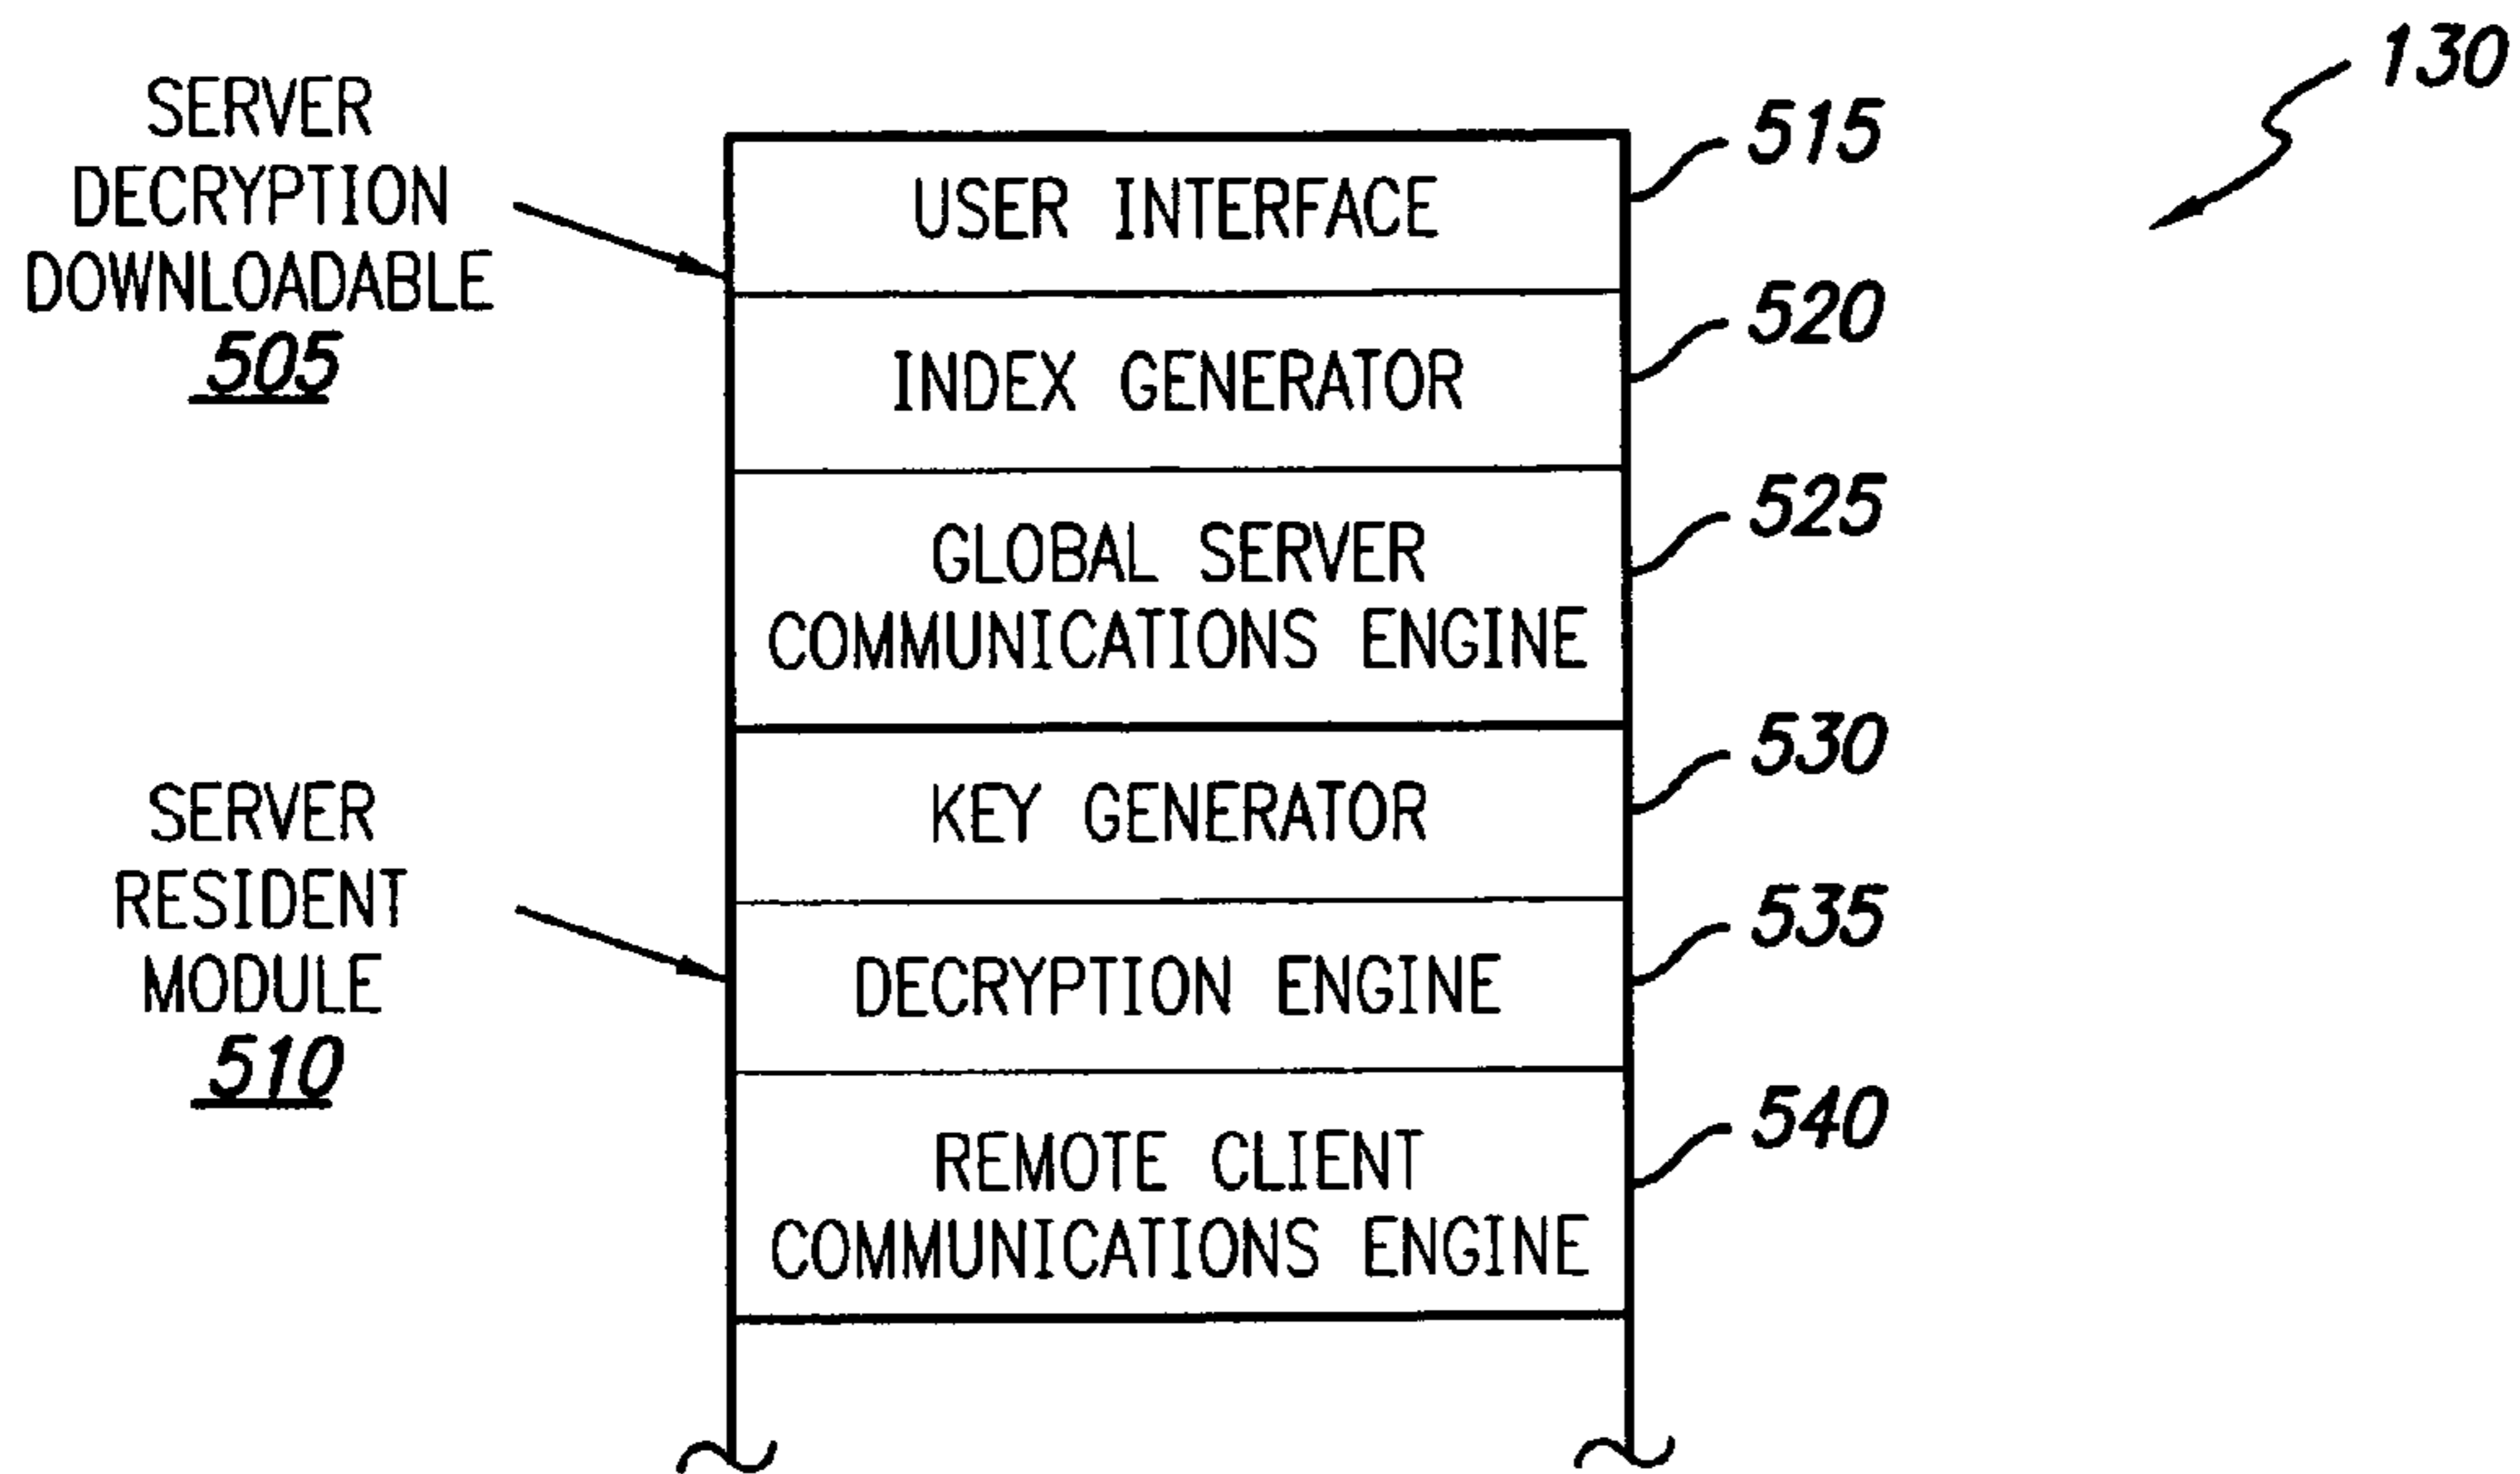 130
SERVER
DECRYPTION
DOWNLOADABLE
505
USER INTERFACE
515
INDEX GENERATOR
520
GLOBAL SERVER
COMMUNICATIONS ENGINE
525
SERVER
RESIDENT
MODULE
510
KEY GENERATOR
530
DECRYPTION ENGINE
535
REMOTE CLIENT
COMMUNICATIONS ENGINE
540